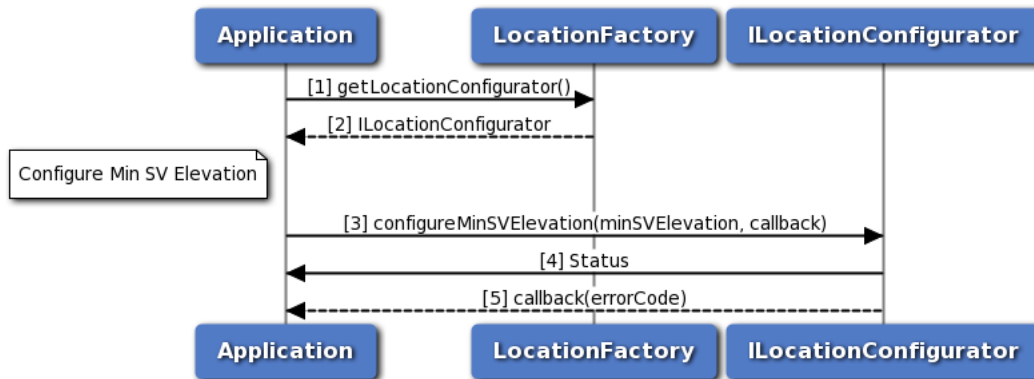 Application
LocationFactory
ILocationConfigurator
[1] getLocationConfigurator()
[2] ILocationConfigurator
Configure Min SV Elevation
[3] configureMinSVElevation(minSVElevation, callback)
[4] Status
[5] callback(errorCode)
Application
LocationFactory
ILocationConfigurator